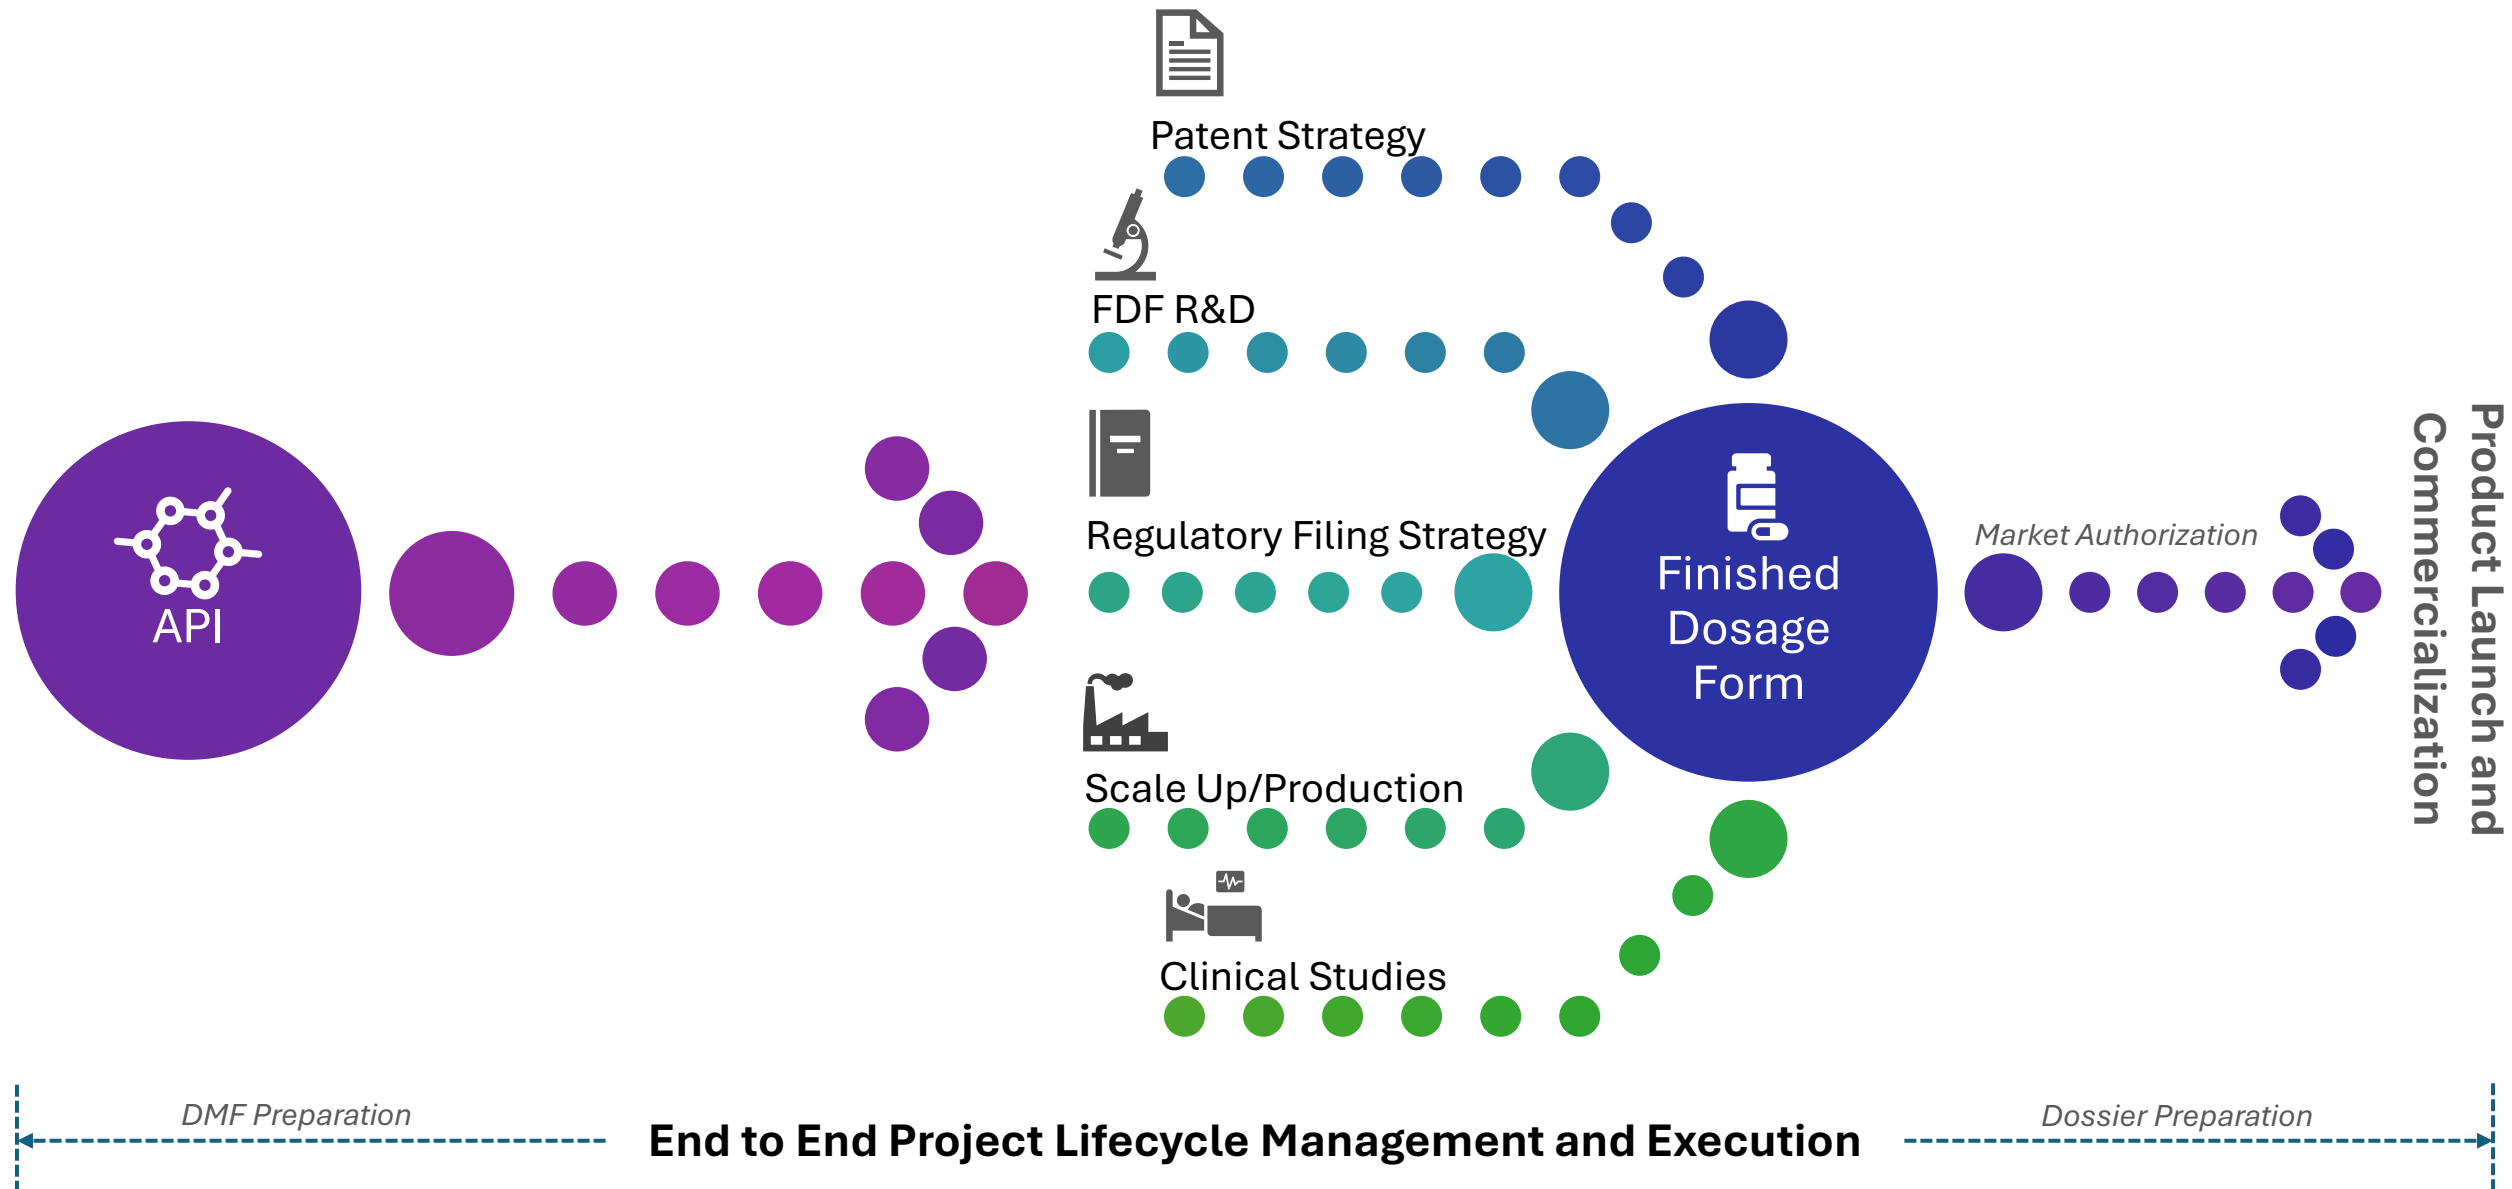 Patent Strategy
FDF R&D
Regulatory Filing Strategy
Scale Up/Production
Clinical Studies
API
Finished
Dosage
Form
Market Authorization
Product Launch and
Commercialization
DMF Preparation
End to End Project Lifecycle Management and Execution
Dossier Preparation